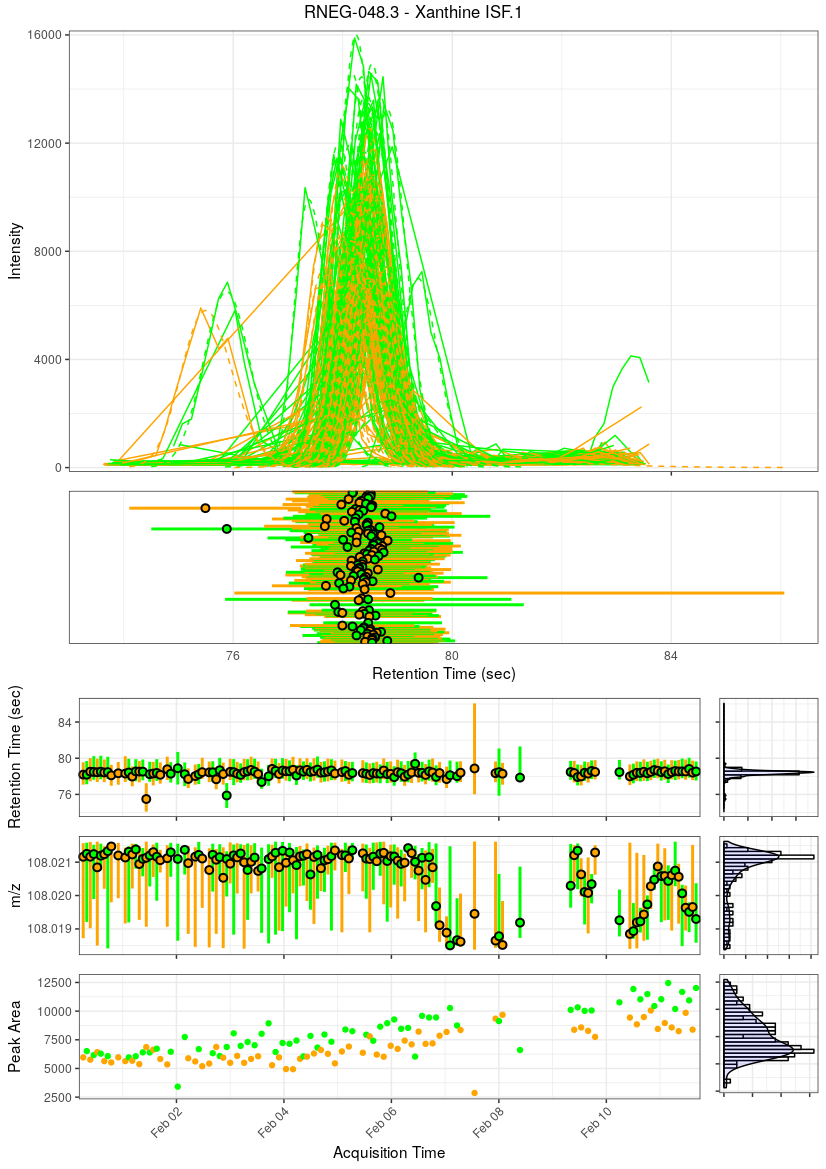 RNEG-048.3 - Xanthine ISF.1
16000
12000
8000
4000
0
Intensity
76
80
84
Retention Time (sec)
Retention Time (sec)
84
80
76
m/z
108.021
108.020
108.019
Peak Area
12500
10000
7500
5000
2500
Feb 02
Feb 04
Feb 06
Feb 08
Feb 10
Acquisition Time